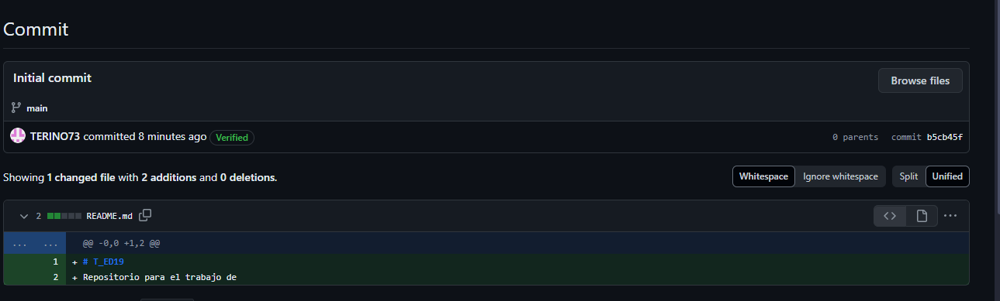 Commit
Initial commit
Browse files
main
TERINO73 committed 8 minutes ago Verified
0 parents commit b5cb45f
Showing 1 changed file with 2 additions and 0 deletions.
Whitespace Ignore whitespace Split Unified
2 README.md
... ... @@ -0,0 +1,2 @@
1 + # T_ED19
2 + Repositorio para el trabajo de